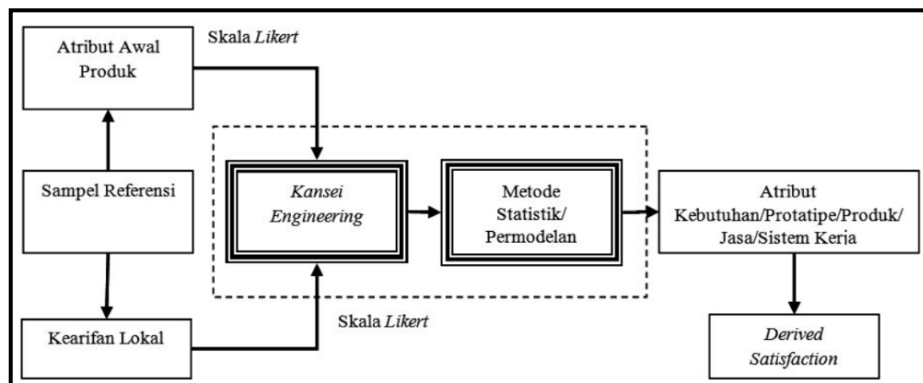 Skala Likert
Atribut Awal
Produk
Sampel Referensi
Kearifan Lokal
Skala Likert
Kansei
Engineering
Metode
Statistik/
Permodelan
Atribut
Kebutuhan/Protatipe/Produk/
Jasa/Sistem Kerja
Derived
Satisfaction